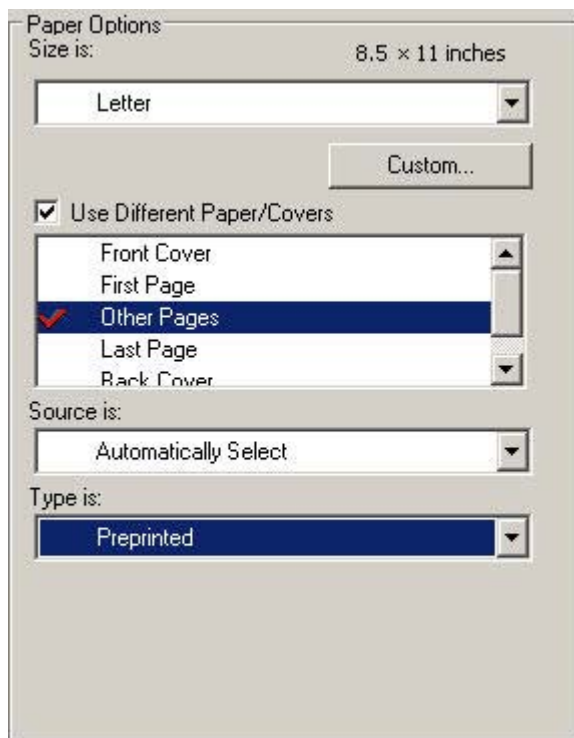 Paper Options
Size is: 8.5 × 11 inches
Letter
Custom...
Use Different Paper/Covers
Front Cover
First Page
Other Pages
Last Page
Back Cover
Source is:
Automatically Select
Type is:
Preprinted